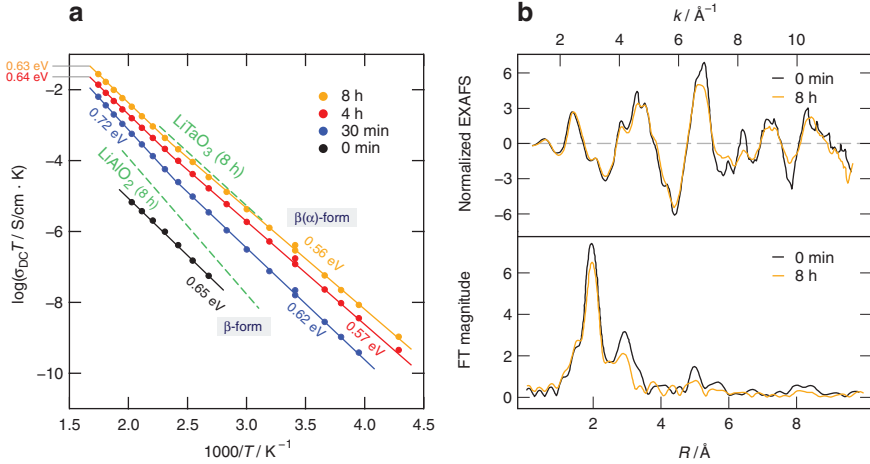 a
0.63 eV
0.64 eV
0
−2
−4
−6
−8
−10
log(σDCT / S/cm · K)
1.5 2.0 2.5 3.0 3.5 4.0 4.5
1000/T / K−1
8 h
4 h
30 min
0 min
LiTaO3 (8 h)
0.72 eV
LiAlO2 (8 h)
β(α)-form
0.56 eV
0.65 eV
β-form
0.62 eV
0.57 eV
b
k / Å−1
2 4 6 8 10
Normalized EXAFS
6
3
0
−3
−6
0 min
8 h
FT magnitude
6
4
2
0
0 min
8 h
2 4 6 8
R / Å